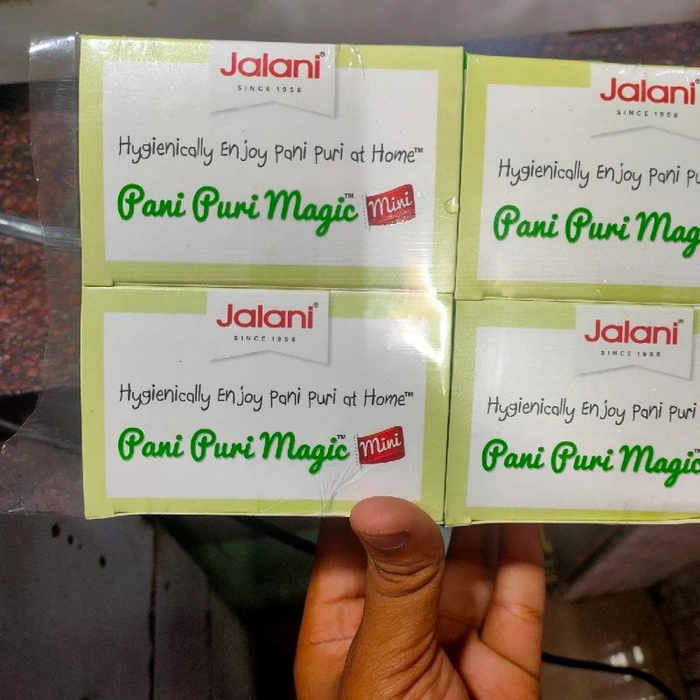 Jalani®
SINCE 1958
Hygienically Enjoy Pani Puri at Home™
Pani Puri Magic™ Mini
Jalani®
SINCE 1958
Hygienically Enjoy Pani Pu
Pani Puri Mag
Jalani®
SINCE 1958
Hygienically Enjoy Pani Puri at Home™
Pani Puri Magic™ Mini
Jalani®
SINCE 1958
Hygienically Enjoy Pani Puri
Pani Puri Magic™